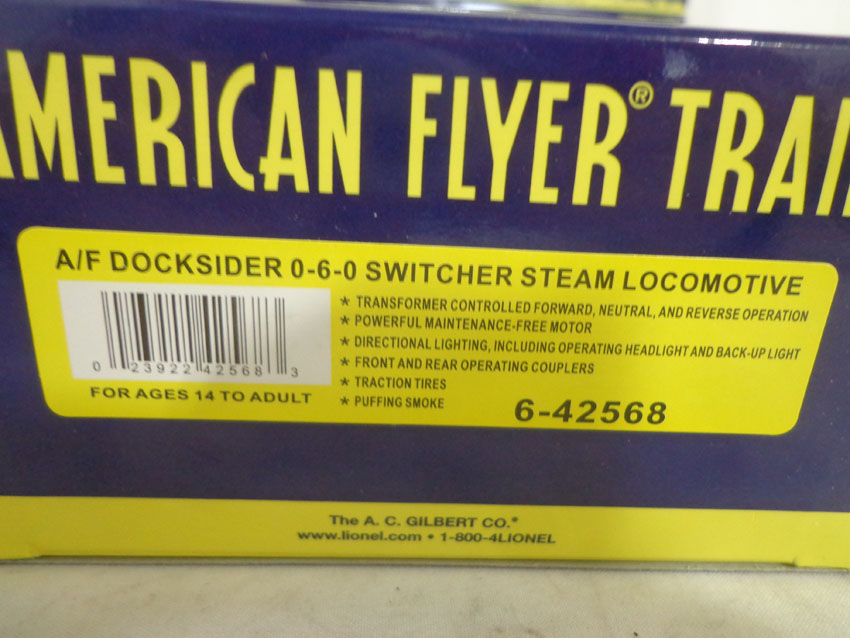 AMERICAN FLYER® TRAI
A/F DOCKSIDER 0-6-0 SWITCHER STEAM LOCOMOTIVE
★ TRANSFORMER CONTROLLED FORWARD, NEUTRAL, AND REVERSE OPERATION
★ POWERFUL MAINTENANCE-FREE MOTOR
★ DIRECTIONAL LIGHTING, INCLUDING OPERATING HEADLIGHT AND BACK-UP LIGHT
★ FRONT AND REAR OPERATING COUPLERS
★ TRACTION TIRES
★ PUFFING SMOKE
0 23922 42568 3
FOR AGES 14 TO ADULT
6-42568
The A. C. GILBERT CO.®
www.lionel.com • 1-800-4LIONEL